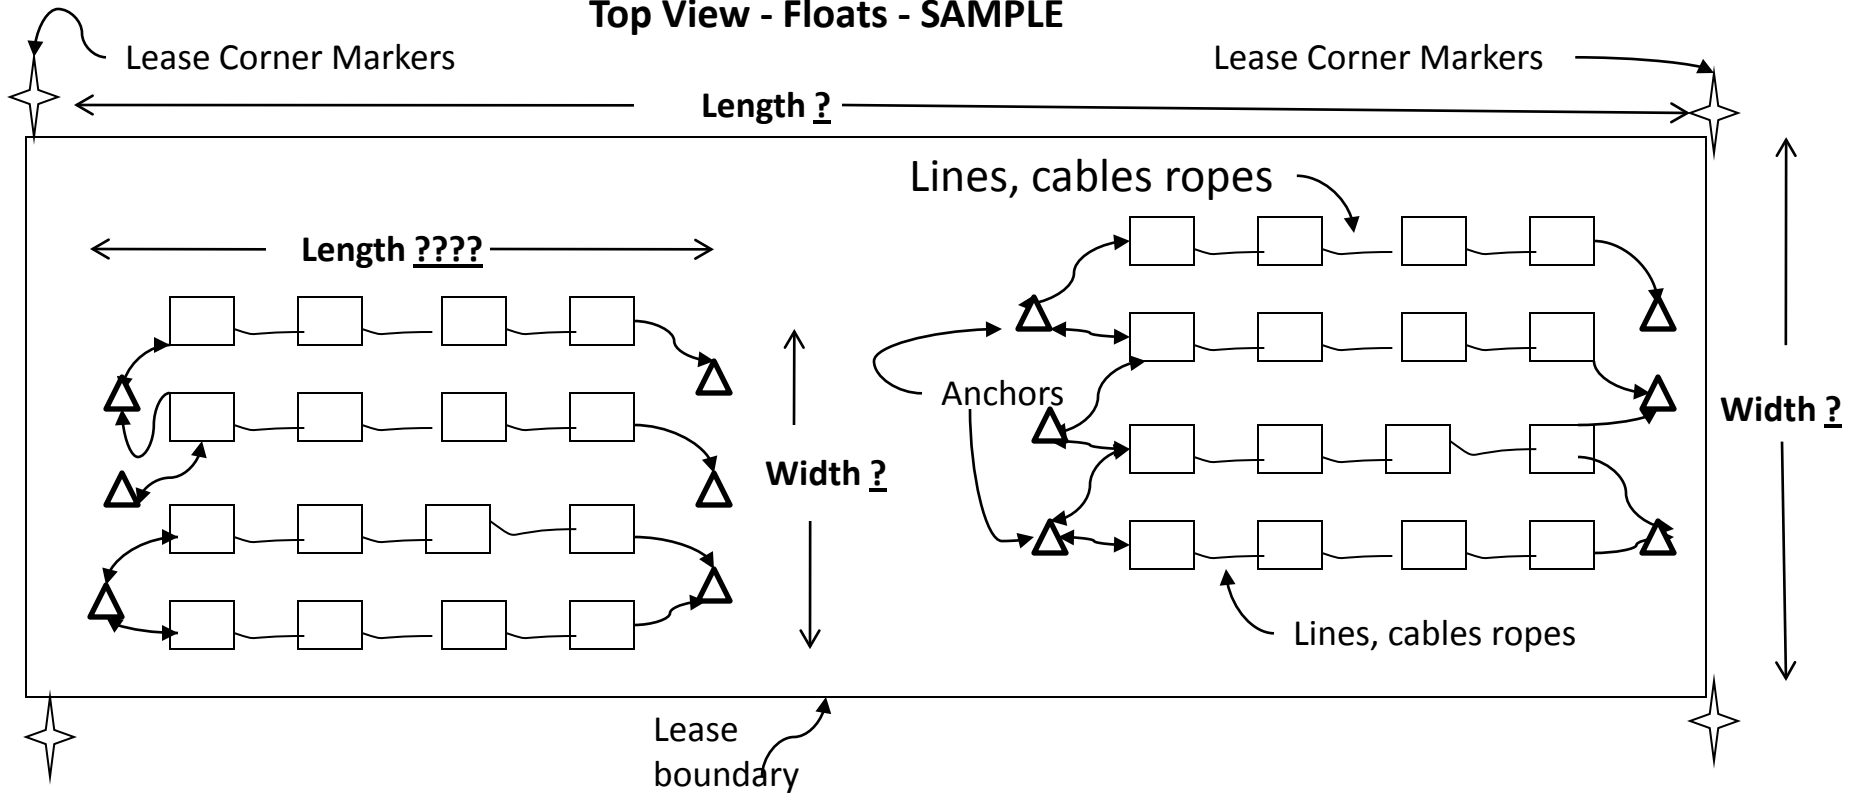 Top View - Floats - SAMPLE
Lease Corner Markers
Lease Corner Markers
Length ?
Lines, cables ropes
Length ????
Anchors
Width ?
Width ?
Lines, cables ropes
Lease
boundary